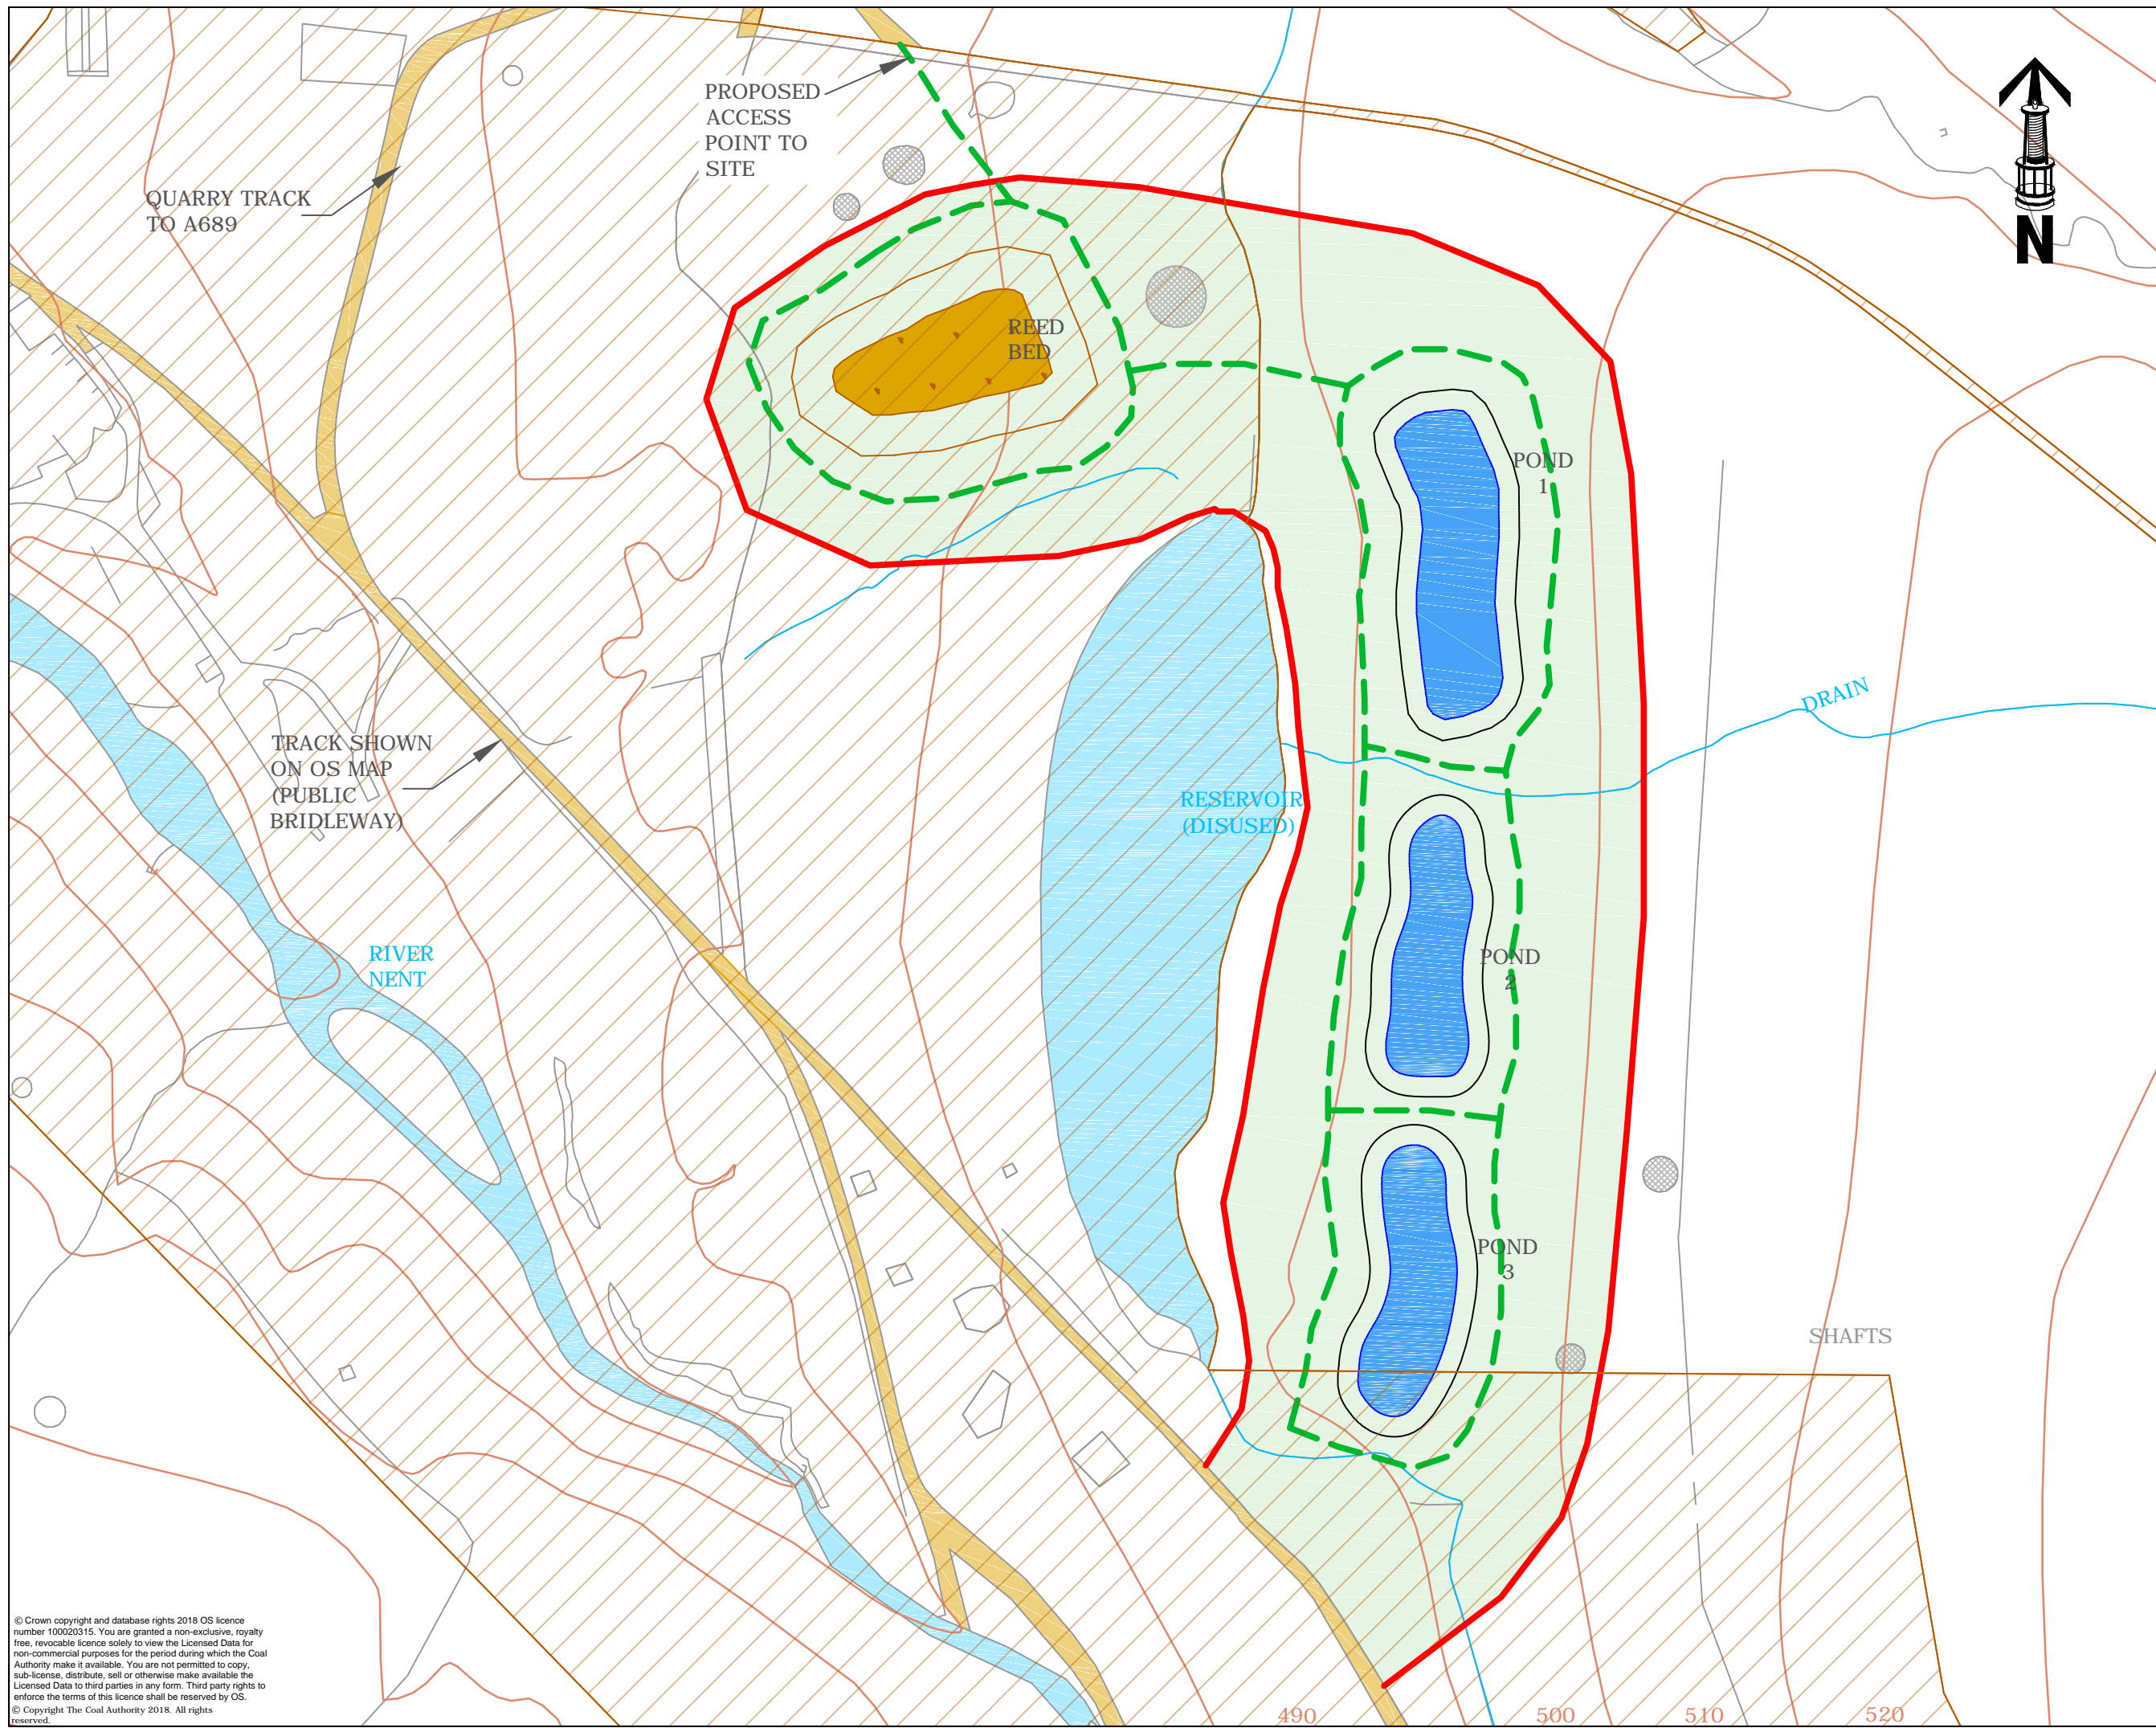 PROPOSED
ACCESS
POINT TO
SITE
QUARRY TRACK
TO A689
N
REED
BED
POND
1
DRAIN
TRACK SHOWN
ON OS MAP
(PUBLIC
BRIDLEWAY)
RESERVOIR
(DISUSED)
RIVER
NENT
POND
2
POND
3
SHAFTS
© Crown copyright and database rights 2018 OS licence
number 100020315. You are granted a non-exclusive, royalty
free, revocable licence solely to view the Licensed Data for
non-commercial purposes for the period during which the Coal
Authority make it available. You are not permitted to copy,
sub-license, distribute, sell or otherwise make available the
Licensed Data to third parties in any form. Third party rights to
enforce the terms of this licence shall be reserved by OS.
© Copyright The Coal Authority 2018. All rights
reserved.
490
500
510
520